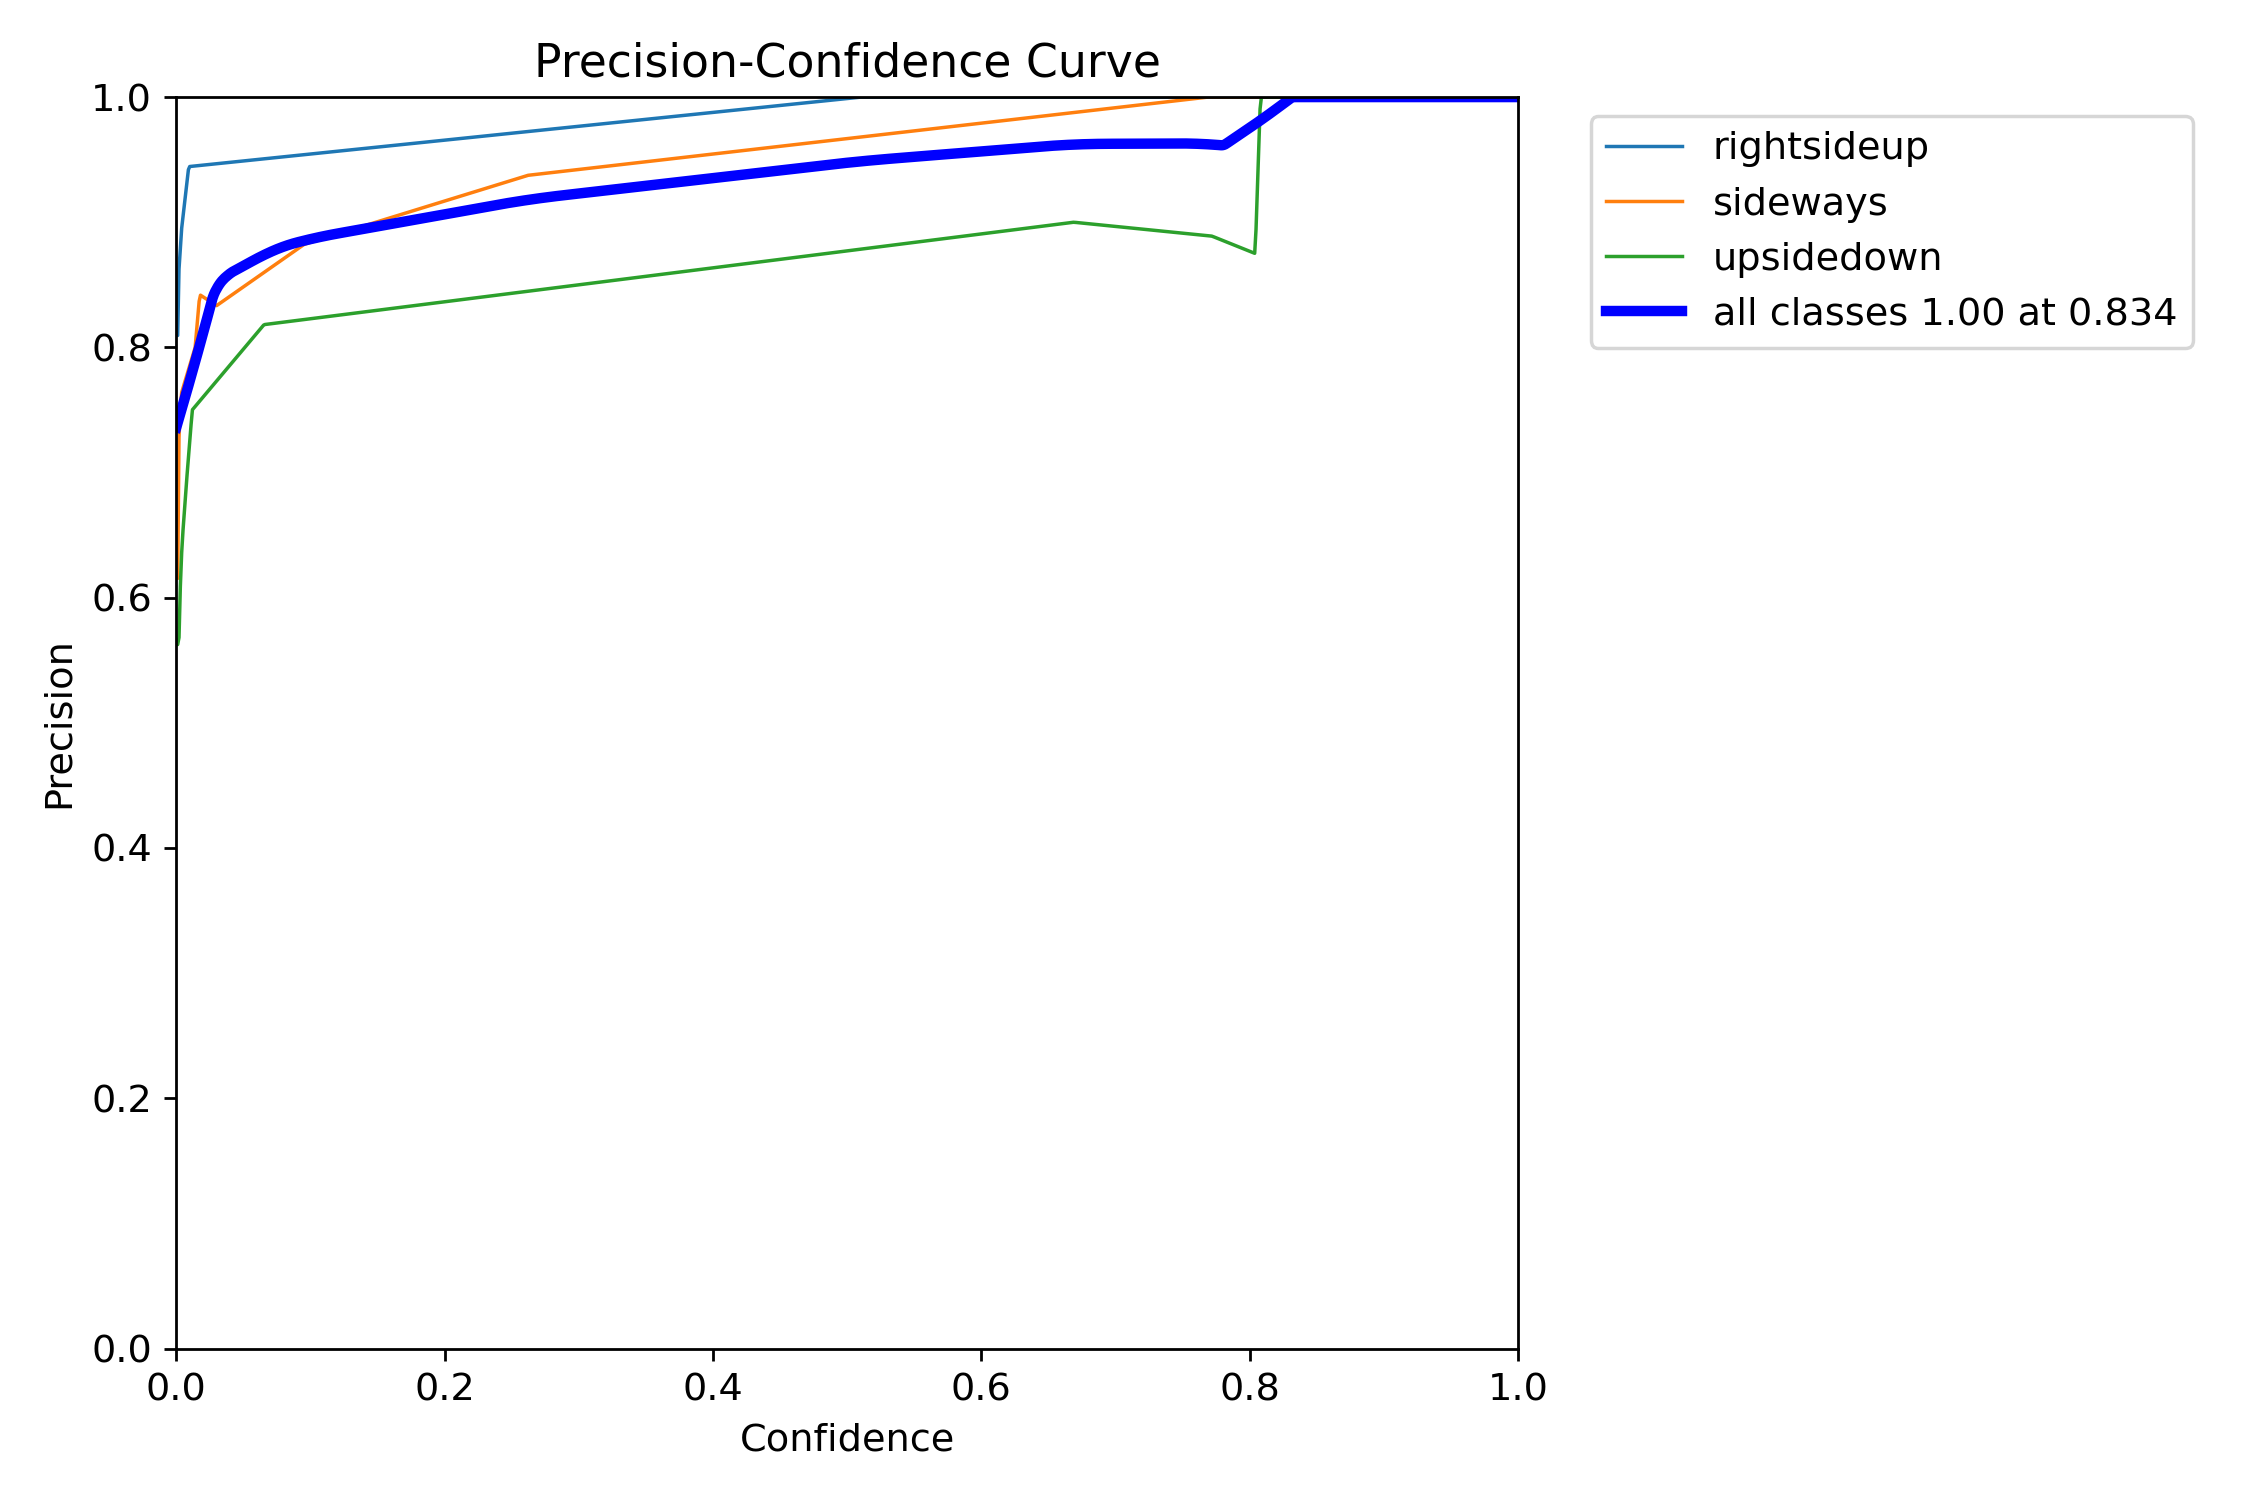 Precision-Confidence Curve
1.0
0.8
0.6
0.4
0.2
0.0
Precision
0.0 0.2 0.4 0.6 0.8 1.0
Confidence
rightsideup
sideways
upsidedown
all classes 1.00 at 0.834